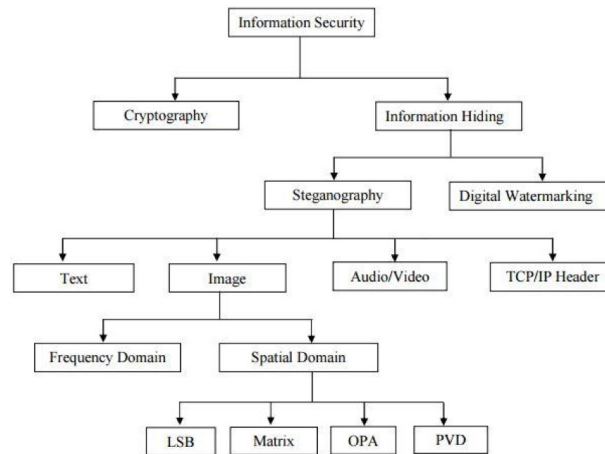 Information Security
Cryptography
Information Hiding
Steganography
Digital Watermarking
Text
Image
Audio/Video
TCP/IP Header
Frequency Domain
Spatial Domain
LSB
Matrix
OPA
PVD